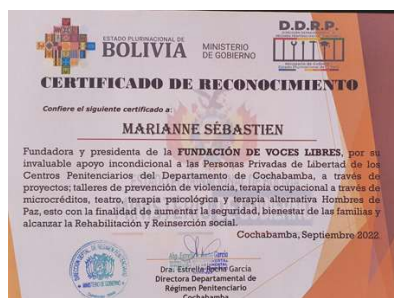 ESTADO PLURINACIONAL DE
BOLIVIA
MINISTERIO
DE GOBIERNO
D.D.R.P.
CERTIFICADO DE RECONOCIMIENTO
Confiere el siguiente certificado a:
MARIANNE SÉBASTIEN
Fundadora y presidenta de la FUNDACIÓN DE VOCES LIBRES, por su
invaluable apoyo incondicional a las Personas Privadas de Libertad de los
Centros Penitenciarios del Departamento de Cochabamba, a través de
proyectos; talleres de prevención de violencia, terapia ocupacional a través de
microcréditos, teatro, terapia psicológica y terapia alternativa Hombres de
Paz, esto con la finalidad de aumentar la seguridad, bienestar de las familias y
alcanzar la Rehabilitación y Reinserción social.
Cochabamba, Septiembre 2022
Dra. Estrella Rocha García
Directora Departamental de
Régimen Penitenciario
Cochabamba